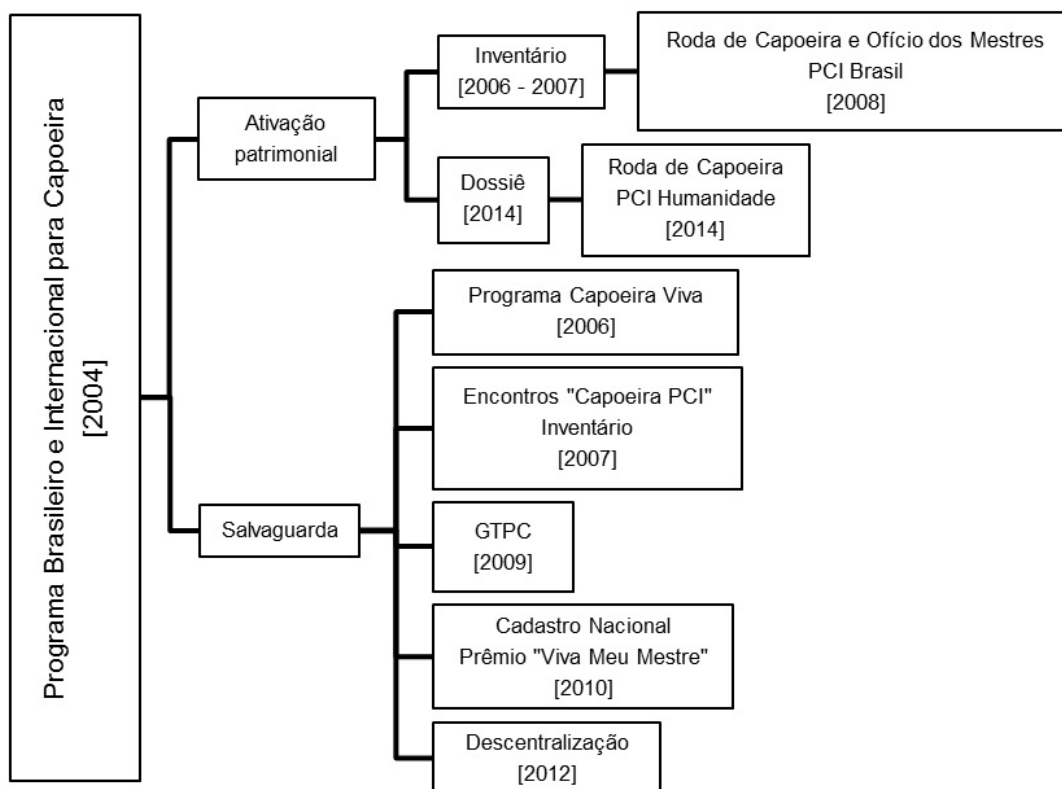 Programa Brasileiro e Internacional para Capoeira
[2004]
Ativação
patrimonial
Inventário
[2006 - 2007]
Roda de Capoeira e Ofício dos Mestres
PCI Brasil
[2008]
Dossiê
[2014]
Roda de Capoeira
PCI Humanidade
[2014]
Salvaguarda
Programa Capoeira Viva
[2006]
Encontros "Capoeira PCI"
Inventário
[2007]
GTPC
[2009]
Cadastro Nacional
Prêmio "Viva Meu Mestre"
[2010]
Descentralização
[2012]